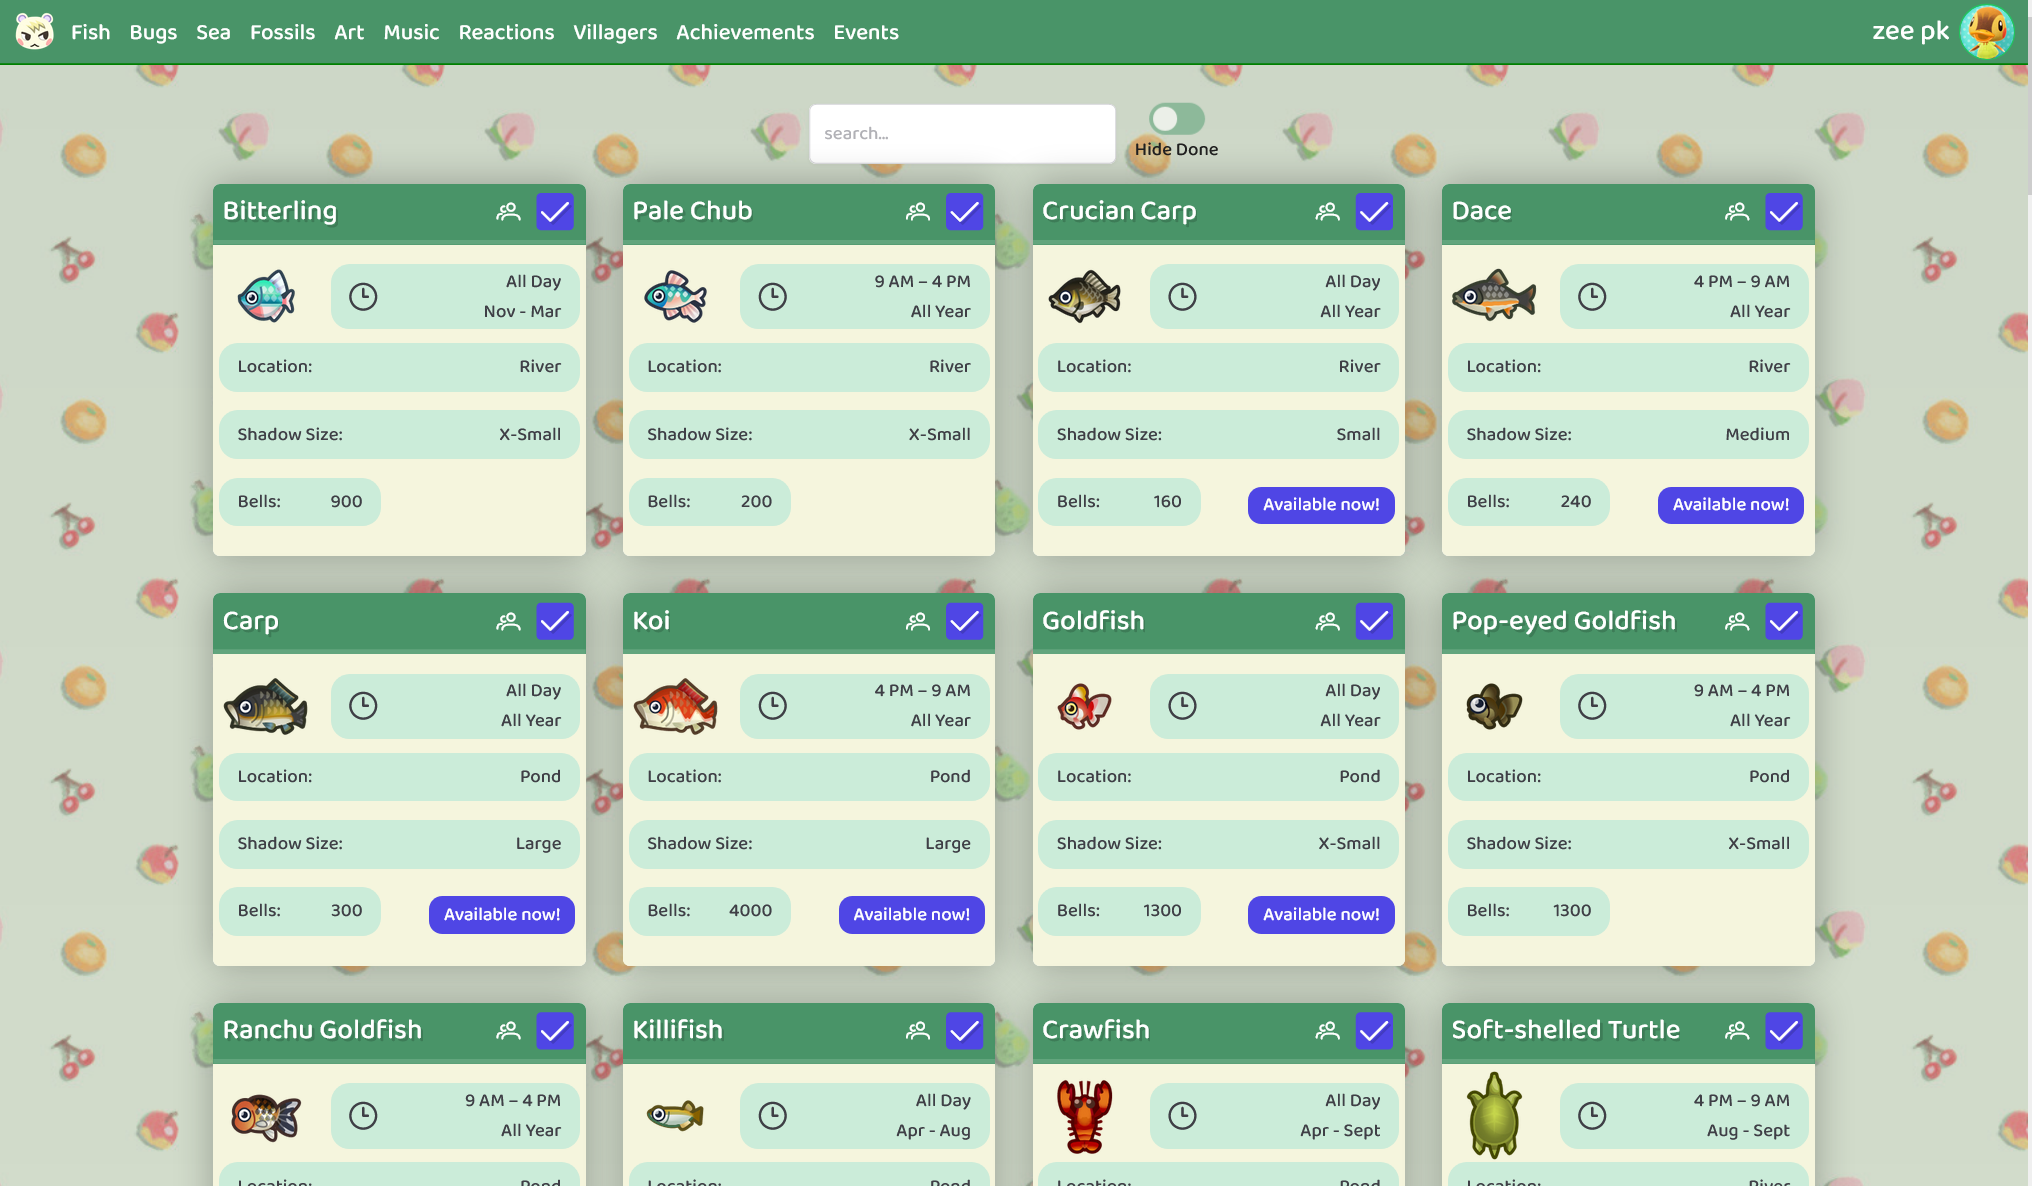 Fish Bugs Sea Fossils Art Music Reactions Villagers Achievements Events zee pk
search...
Hide Done
Bitterling
All Day
Nov - Mar
Location: River
Shadow Size: X-Small
Bells: 900
Pale Chub
9 AM – 4 PM
All Year
Location: River
Shadow Size: X-Small
Bells: 200
Crucian Carp
All Day
All Year
Location: River
Shadow Size: Small
Bells: 160 Available now!
Dace
4 PM – 9 AM
All Year
Location: River
Shadow Size: Medium
Bells: 240 Available now!
Carp
All Day
All Year
Location: Pond
Shadow Size: Large
Bells: 300 Available now!
Koi
4 PM – 9 AM
All Year
Location: Pond
Shadow Size: Large
Bells: 4000 Available now!
Goldfish
All Day
All Year
Location: Pond
Shadow Size: X-Small
Bells: 1300 Available now!
Pop-eyed Goldfish
9 AM – 4 PM
All Year
Location: Pond
Shadow Size: X-Small
Bells: 1300
Ranchu Goldfish
9 AM – 4 PM
All Year
Location: Pond
Killifish
All Day
Apr - Aug
Location: Pond
Crawfish
All Day
Apr - Sept
Location: Pond
Soft-shelled Turtle
4 PM – 9 AM
Aug - Sept
Location: River